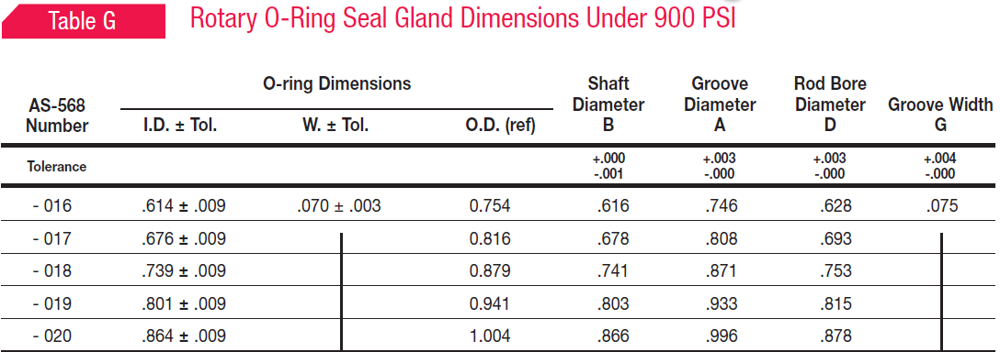 Table G Rotary O-Ring Seal Gland Dimensions Under 900 PSI
O-ring Dimensions Shaft Groove Rod Bore
AS-568 Diameter Diameter Diameter Groove Width
Number I.D. ± Tol. W. ± Tol. O.D. (ref) B A D G
Tolerance +.000 +.003 +.003 +.004
-.001 -.000 -.000 -.000
- 016 .614 ± .009 .070 ± .003 0.754 .616 .746 .628 .075
- 017 .676 ± .009 0.816 .678 .808 .693
- 018 .739 ± .009 0.879 .741 .871 .753
- 019 .801 ± .009 0.941 .803 .933 .815
- 020 .864 ± .009 1.004 .866 .996 .878